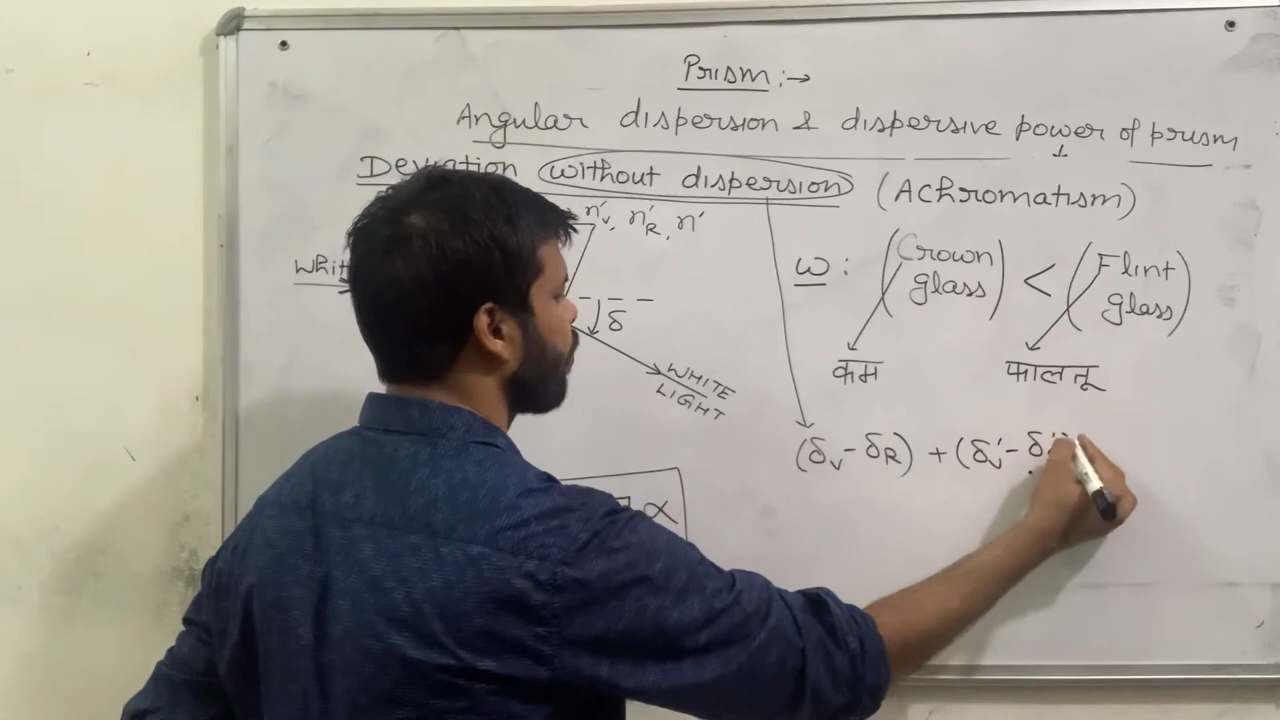 Prism :→
Angular dispersion & dispersive power of prism
Deviation without dispersion (Achromatism)
n'v, n'R, n'
ω : (Crown glass) < (Flint glass)
δ
कम फालतू
WHITE
LIGHT
(δv - δR) + (δ'v - δ'
α